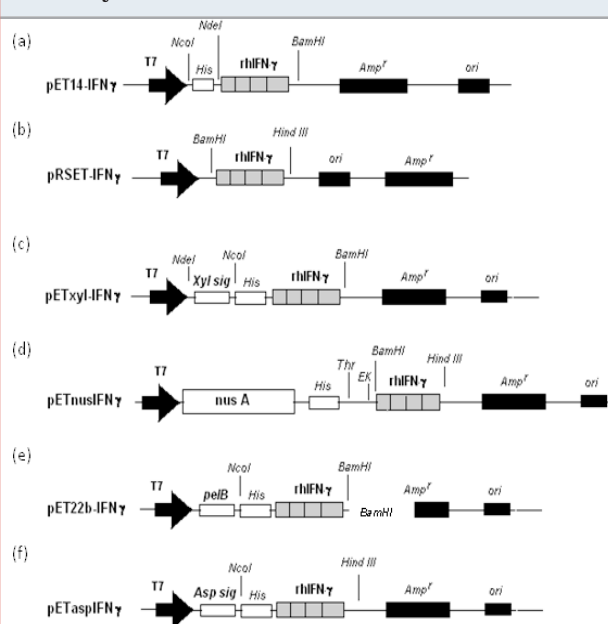 (a)
NdeI
NcoI
BamHI
T7
His
rhIFNγ
Ampr
ori
pET14-IFNγ
(b)
BamHI
Hind III
T7
rhIFNγ
ori
Ampr
pRSET-IFNγ
(c)
NdeI
NcoI
BamHI
T7
Xyl sig
His
rhIFNγ
Ampr
ori
pETxyl-IFNγ
(d)
BamHI
Thr
Hind III
T7
EK
His
rhIFNγ
Ampr
ori
nus A
pETnusIFNγ
(e)
NcoI
BamHI
T7
pelB
His
rhIFNγ
Ampr
ori
pET22b-IFNγ
BamHI
(f)
NcoI
Hind III
T7
Asp sig
His
rhIFNγ
Ampr
ori
pETaspIFNγ